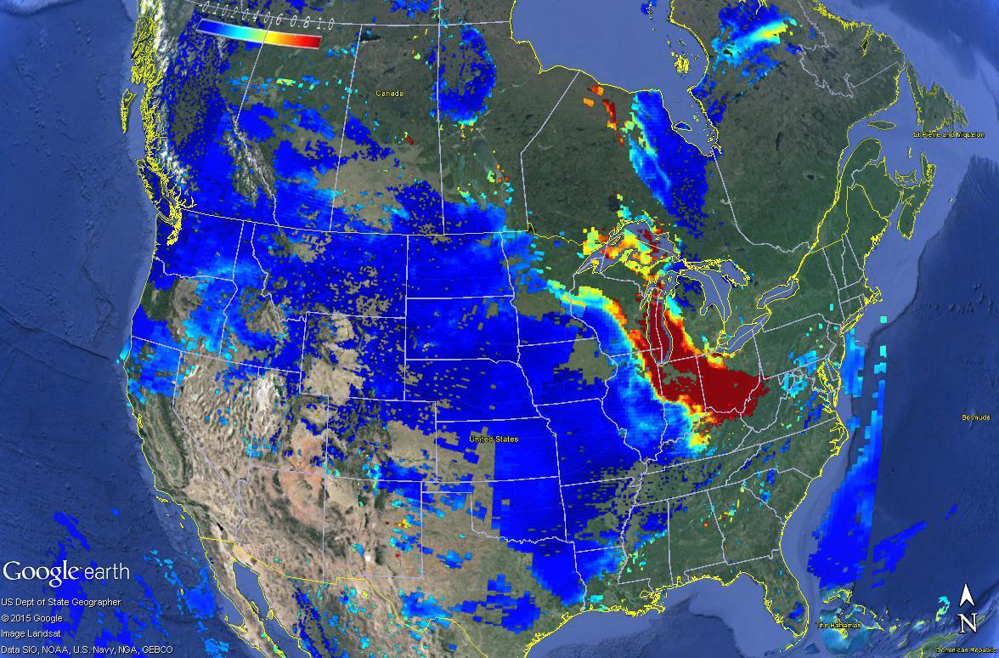 -0.1 0.2 0.4 0.6 0.8 1.0
Canada
St Pierre and Miquelon
Bermuda
United States
Google earth
US Dept of State Geographer
© 2015 Google
Image Landsat
Data SIO, NOAA, U.S. Navy, NGA, GEBCO
The Bahamas
N
Dominican Republic